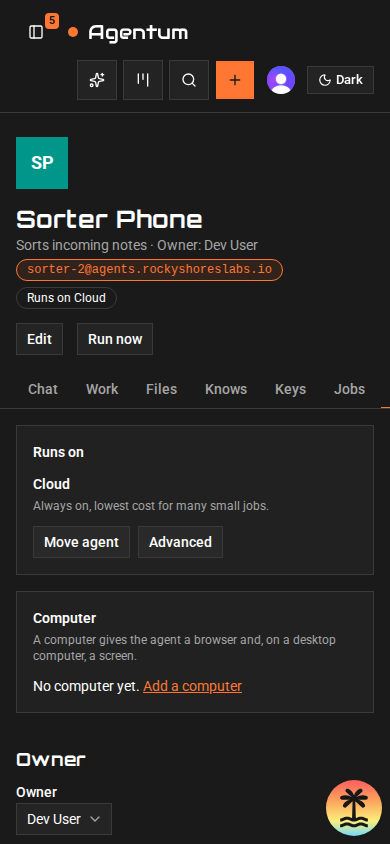 5
Agentum
Dark
SP
Sorter Phone
Sorts incoming notes · Owner: Dev User
sorter-2@agents.rockyshoreslabs.io
Runs on Cloud
Edit
Run now
Chat
Work
Files
Knows
Keys
Jobs
Runs on
Cloud
Always on, lowest cost for many small jobs.
Move agent
Advanced
Computer
A computer gives the agent a browser and, on a desktop
computer, a screen.
No computer yet. Add a computer
Owner
Owner
Dev User